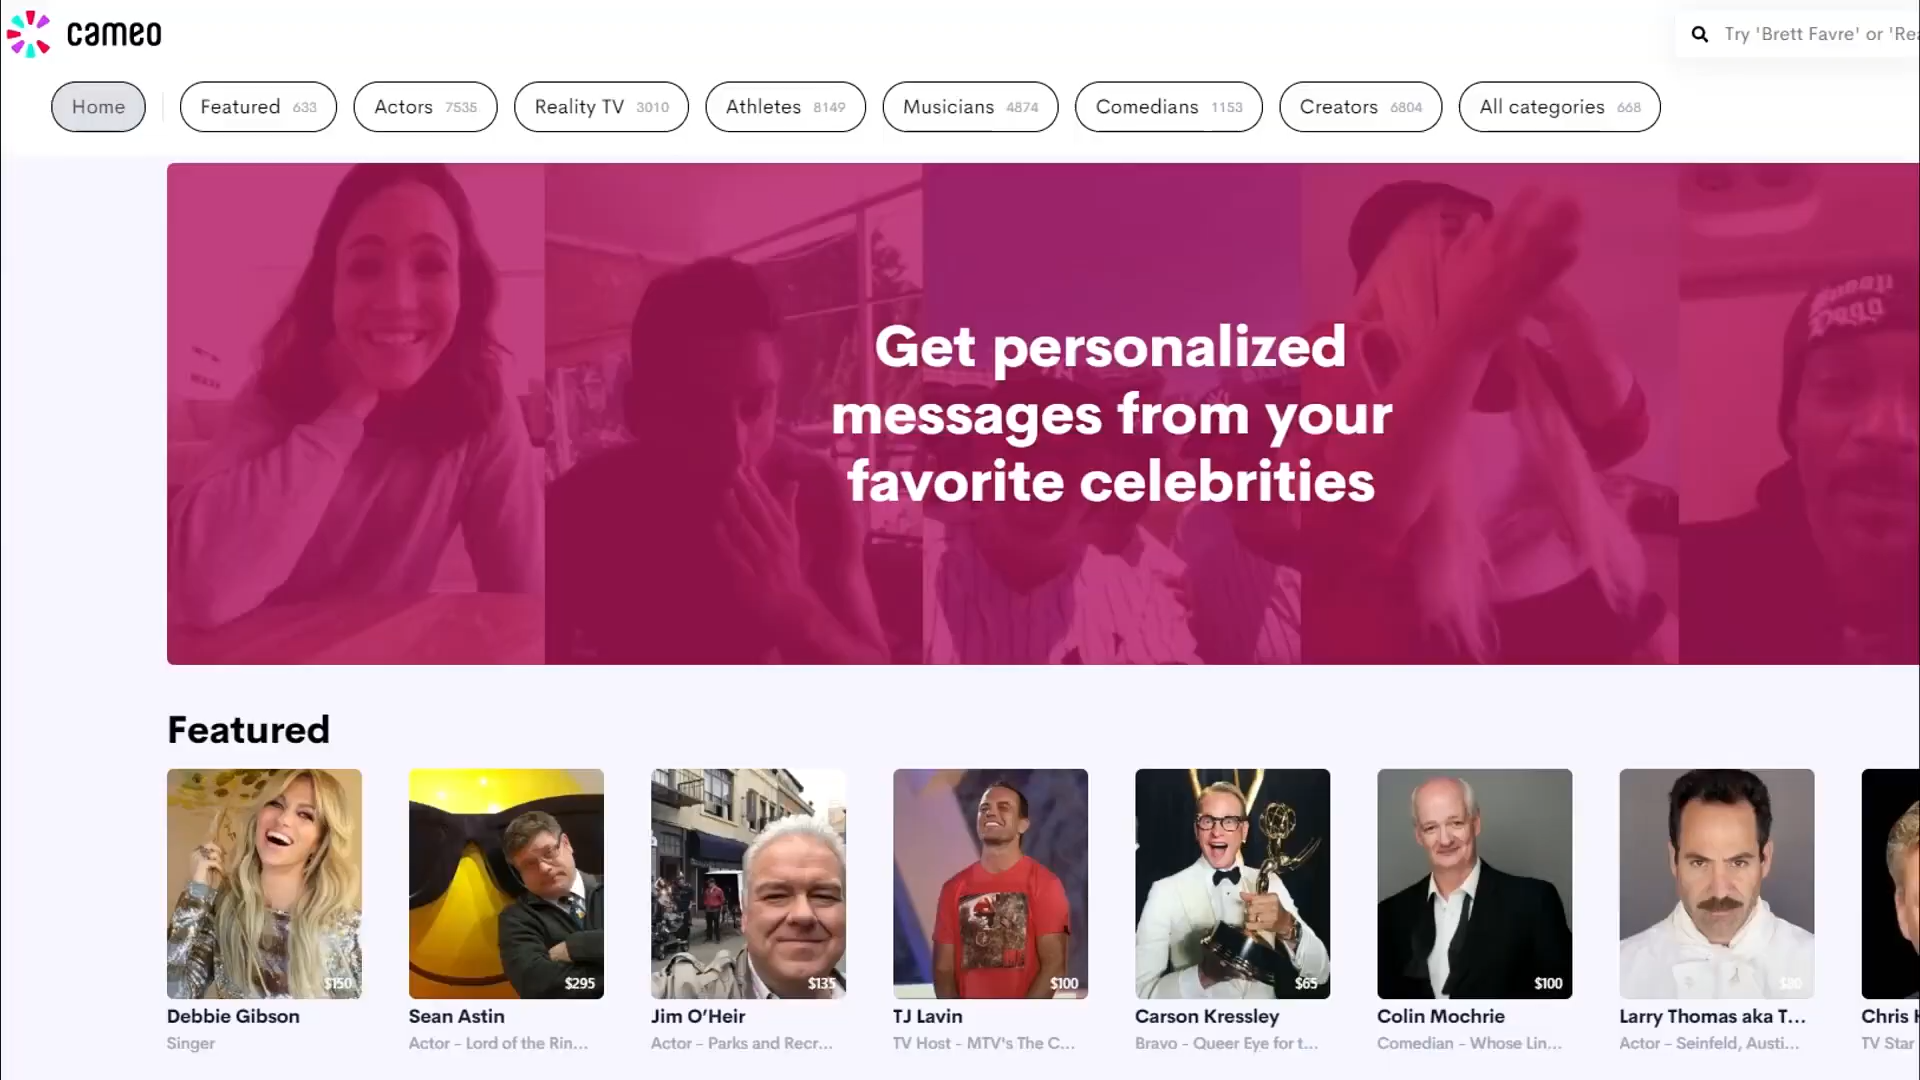 cameo
Try 'Brett Favre' or 'Rea
Home
Featured 633
Actors 7535
Reality TV 3010
Athletes 8149
Musicians 4874
Comedians 1153
Creators 6804
All categories 668
Get personalized
messages from your
favorite celebrities
Featured
$150
$295
$135
$100
$65
$100
$80
Debbie Gibson
Sean Astin
Jim O’Heir
TJ Lavin
Carson Kressley
Colin Mochrie
Larry Thomas aka T...
Chris
Singer
Actor - Lord of the Rin...
Actor - Parks and Recr...
TV Host - MTV's The C...
Bravo - Queer Eye for t...
Comedian - Whose Lin...
Actor - Seinfeld, Austi...
TV Star